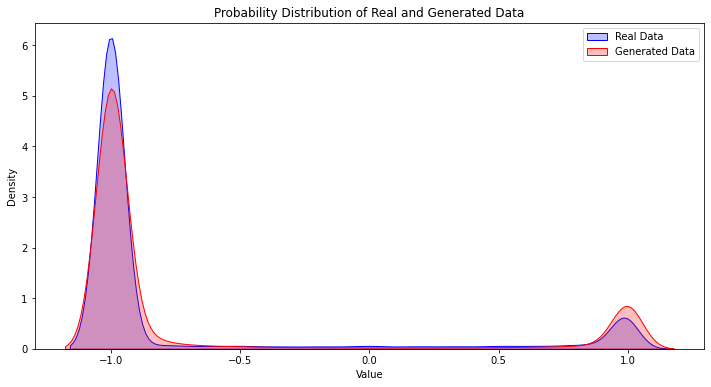 Probability Distribution of Real and Generated Data
Real Data
Generated Data
Density
6
5
4
3
2
1
0
−1.0
−0.5
0.0
0.5
1.0
Value